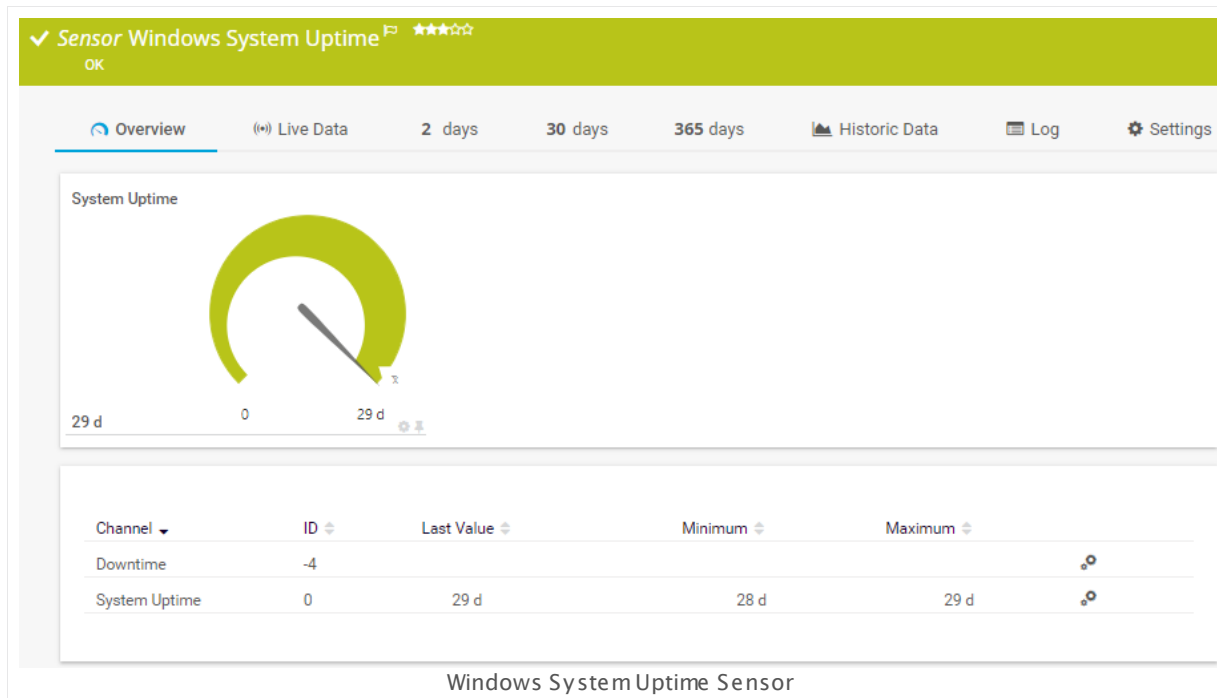 Sensor Windows System Uptime
OK
Overview Live Data 2 days 30 days 365 days Historic Data Log Settings
System Uptime
0 29 d
29 d
Channel ID Last Value Minimum Maximum
Downtime -4
System Uptime 0 29 d 28 d 29 d
Windows System Uptime Sensor